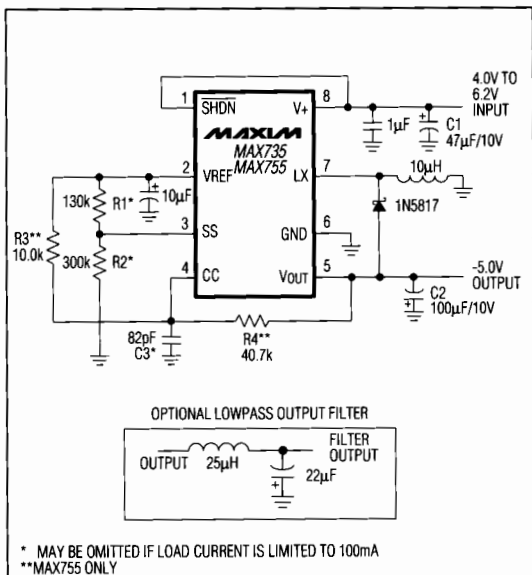 4.0V TO
6.2V
INPUT
1 SHDN V+ 8
MAXIM
MAX735
MAX755
1µF C1
47µF/10V
2 VREF LX 7 10µH
130k R1* 10µF
1N5817
3 SS GND 6
R3**
10.0k
300k R2*
4 CC VOUT 5
-5.0V
OUTPUT
C2
100µF/10V
82pF
C3*
R4**
40.7k
OPTIONAL LOWPASS OUTPUT FILTER
OUTPUT 25µH FILTER
OUTPUT
22µF
* MAY BE OMITTED IF LOAD CURRENT IS LIMITED TO 100mA
**MAX755 ONLY